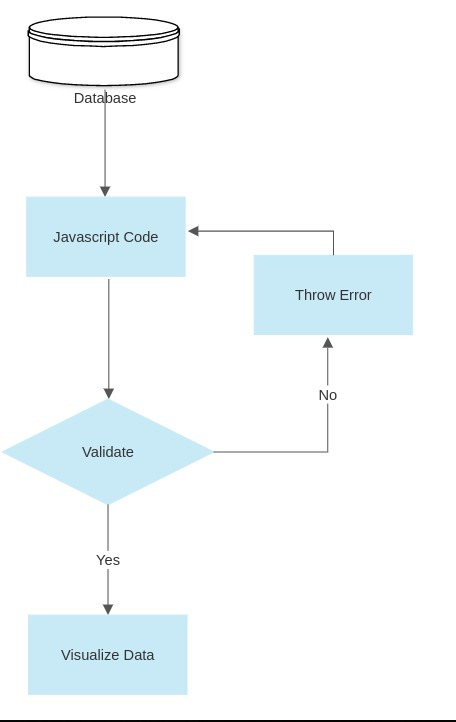 Database
Javascript Code
Throw Error
No
Validate
Yes
Visualize Data